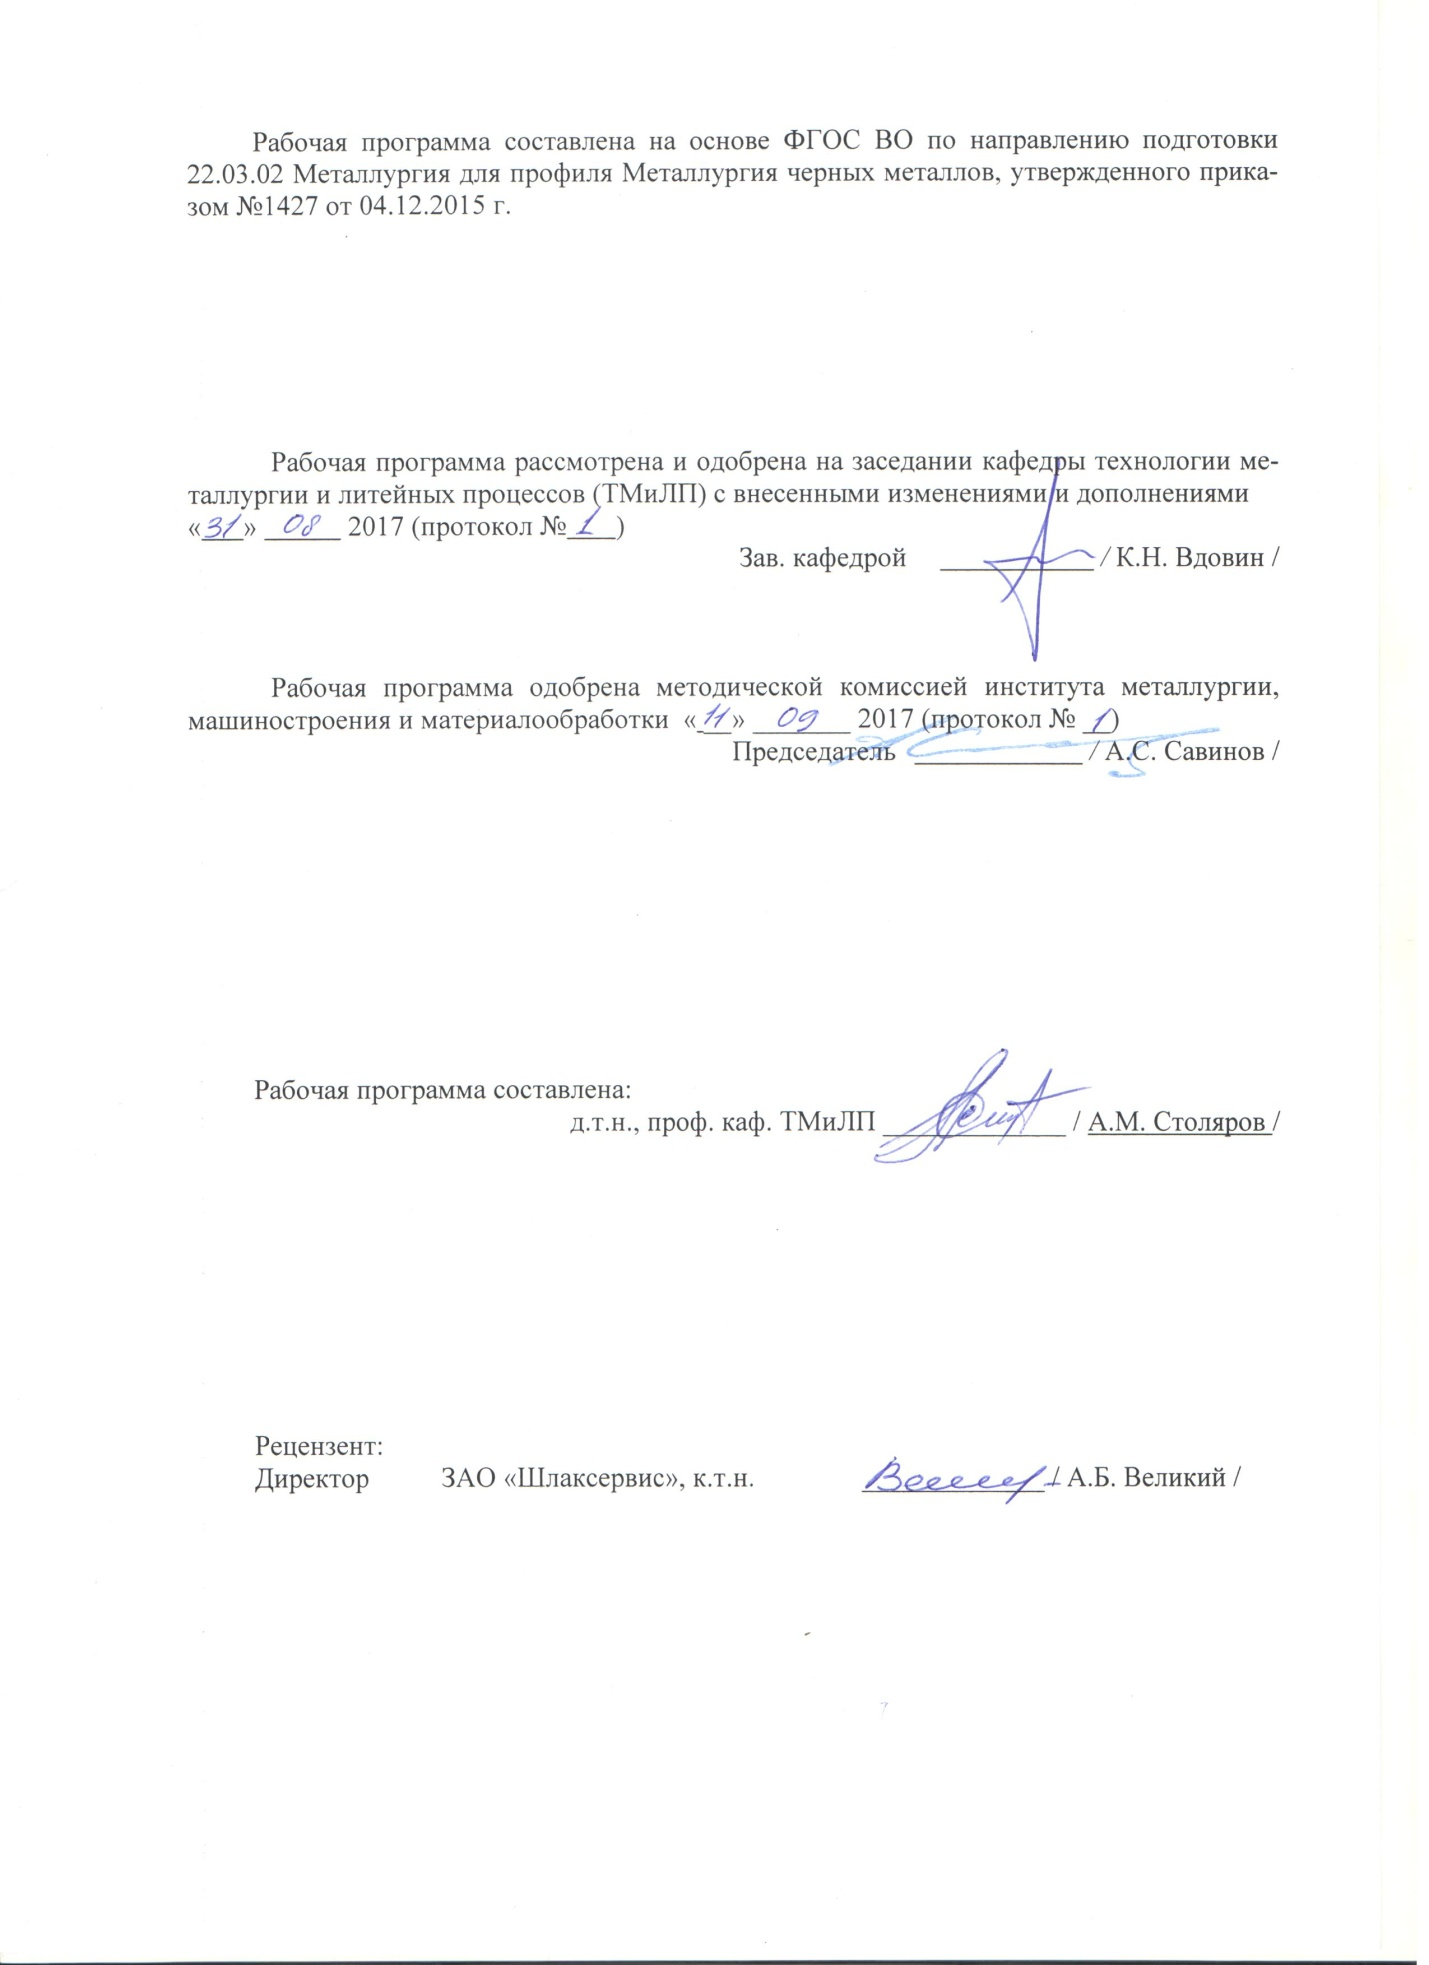 Рабочая программа составлена на основе ФГОС ВО по направлению подготовки
22.03.02 Металлургия для профиля Металлургия черных металлов, утвержденного прика-
зом №1427 от 04.12.2015 г.
Рабочая программа рассмотрена и одобрена на заседании кафедры технологии ме-
таллургии и литейных процессов (ТМиЛП) с внесенными изменениями и дополнениями
«31» 08 2017 (протокол № 1)
Зав. кафедрой / К.Н. Вдовин /
Рабочая программа одобрена методической комиссией института металлургии,
машиностроения и материалообработки «11» 09 2017 (протокол № 1)
Председатель / А.С. Савинов /
Рабочая программа составлена:
д.т.н., проф. каф. ТМиЛП / А.М. Столяров /
Рецензент:
Директор ЗАО «Шлаксервис», к.т.н. / А.Б. Великий /